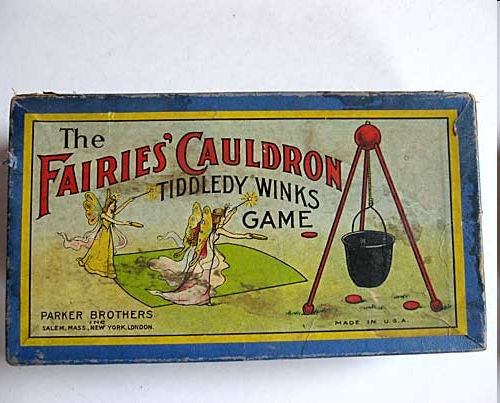 The
FAIRIES' CAULDRON
TIDDLEDY WINKS
GAME
PARKER BROTHERS
INC
SALEM, MASS., NEW YORK, LONDON.
MADE IN U.S.A.